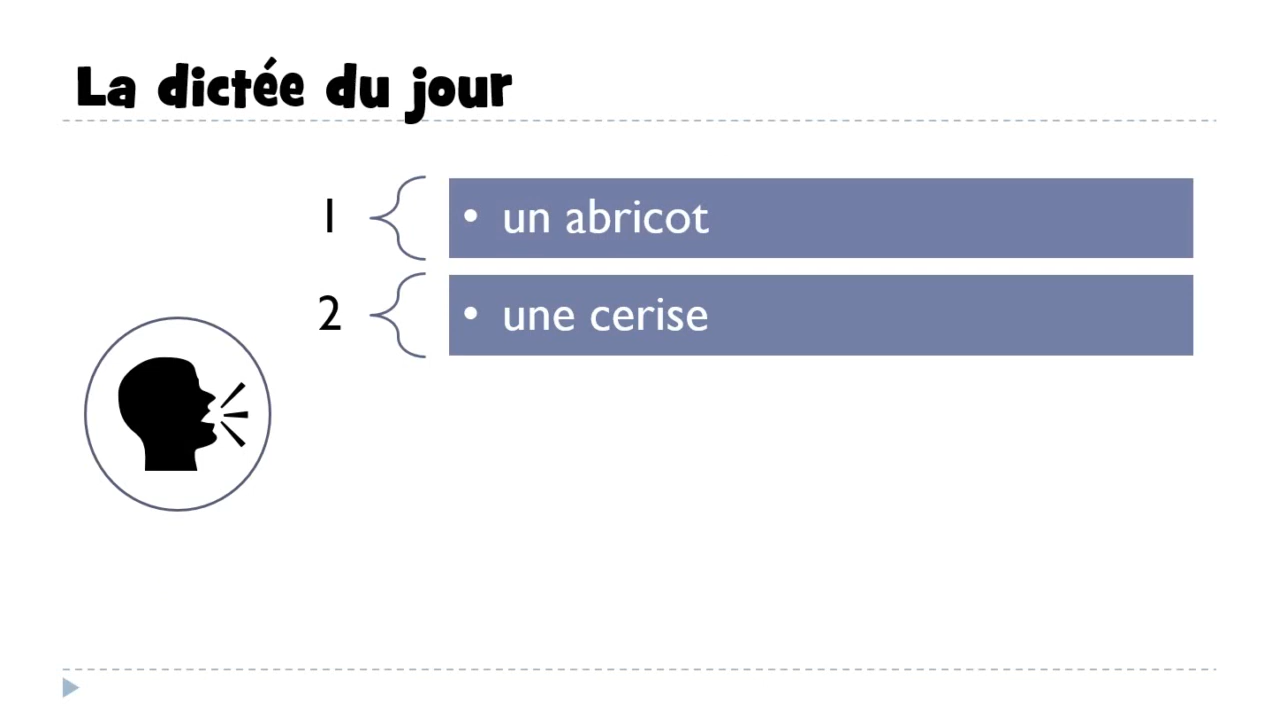 La dictée du jour
1
• un abricot
2
• une cerise